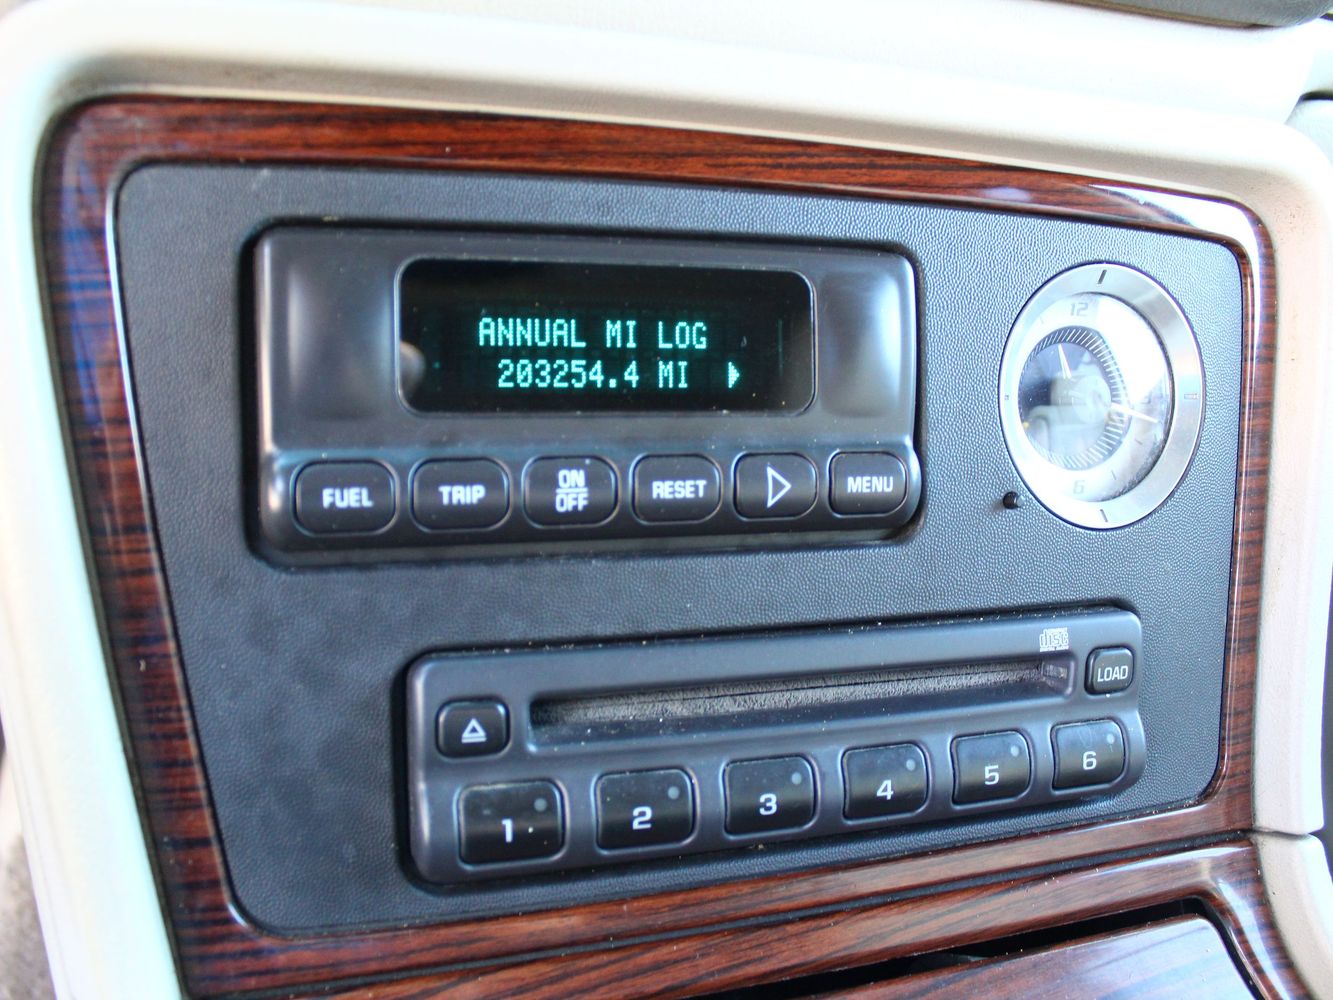 ANNUAL MI LOG
203254.4 MI
FUEL
TRIP
ON
OFF
RESET
MENU
12
6
disc
LOAD
1
2
3
4
5
6